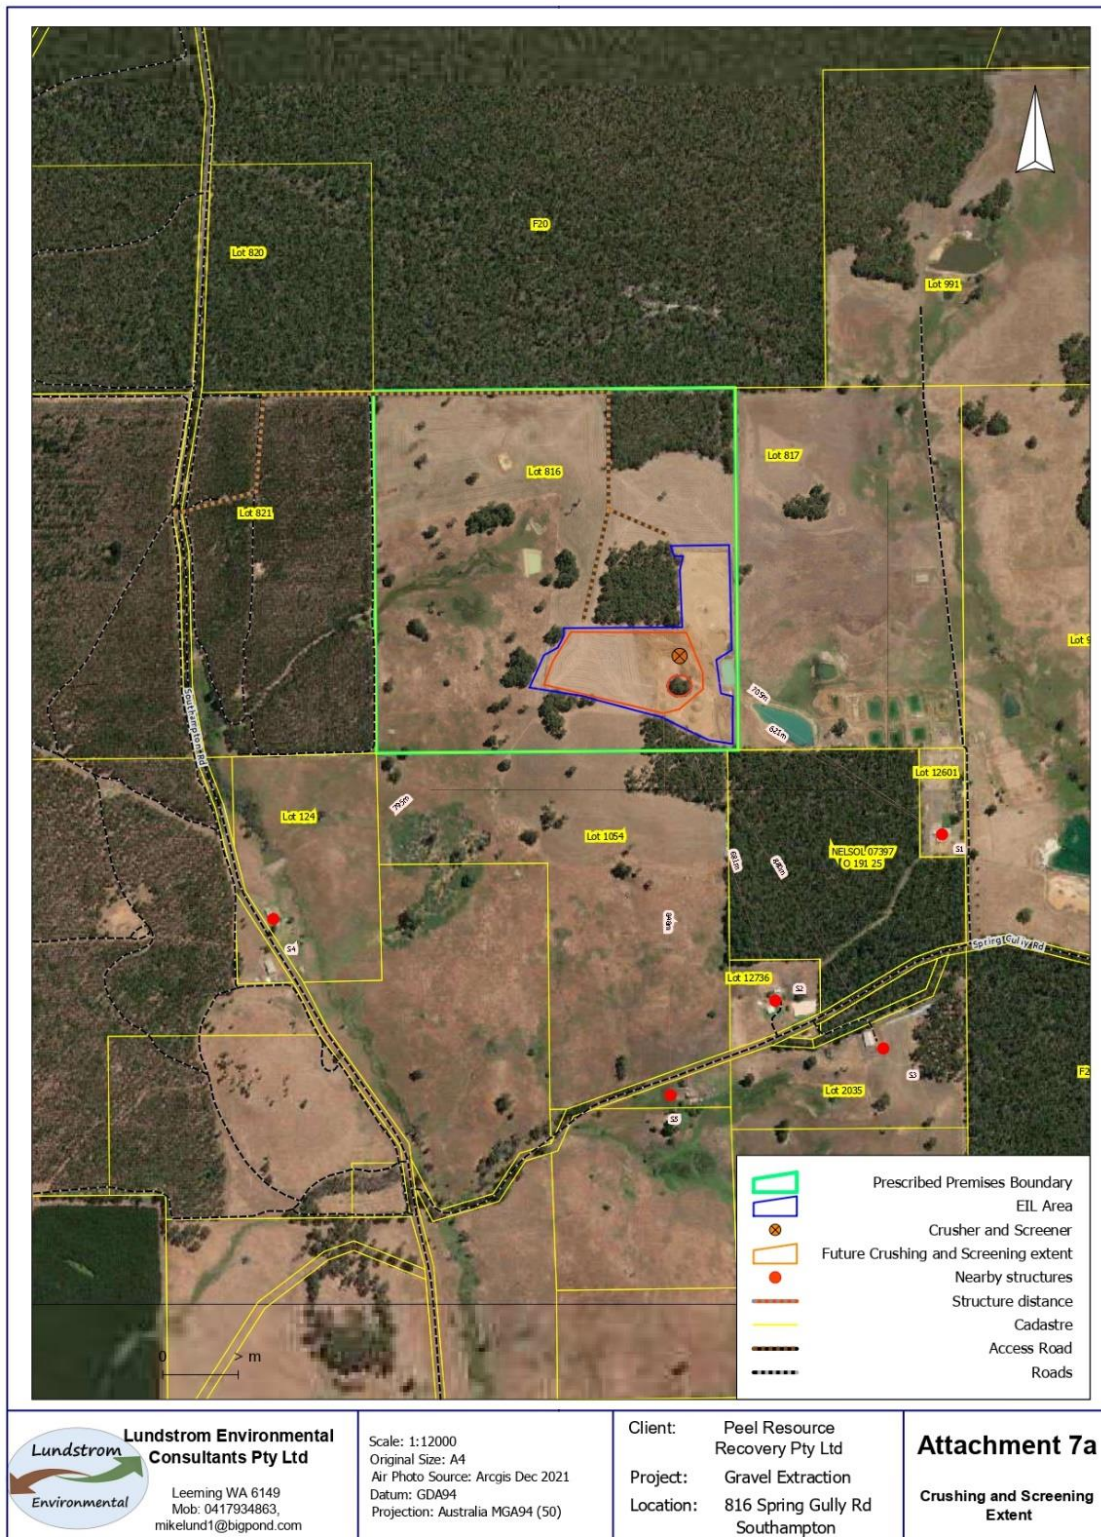 F20
Lot 820
Lot 991
Lot 816
Lot 817
Lot 821
Southampton Rd
705m
621m
Lot 12601
795m
Lot 124
Lot 1054
681m
NELSOL 07397
O 191 25
S1
S4
Spring Gully Rd
Lot 12736
S2
S3
Lot 2035
S5
Prescribed Premises Boundary
EIL Area
Crusher and Screener
Future Crushing and Screening extent
Nearby structures
Structure distance
Cadastre
Access Road
Roads
0
m
Lundstrom
Environmental
Lundstrom Environmental
Consultants Pty Ltd
Leeming WA 6149
Mob: 0417934863,
mikelund1@bigpond.com
Scale: 1:12000
Original Size: A4
Air Photo Source: Arcgis Dec 2021
Datum: GDA94
Projection: Australia MGA94 (50)
Client: Peel Resource
Recovery Pty Ltd
Project: Gravel Extraction
Location: 816 Spring Gully Rd
Southampton
Attachment 7a
Crushing and Screening
Extent